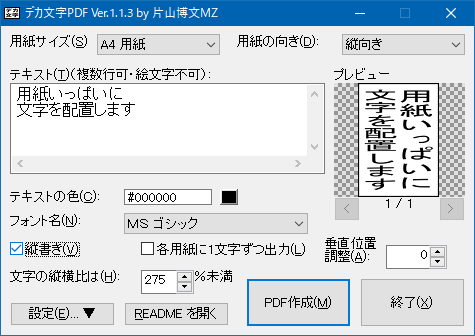 デカ文字PDF Ver.1.1.3 by 片山博文MZ
用紙サイズ(S) A4 用紙 用紙の向き(D): 縦向き
テキスト(T)(複数行可・絵文字不可): プレビュー
用紙いっぱいに
文字を配置します
用紙いっぱいに
文字を配置します
1 / 1
テキストの色(C): #000000
フォント名(N): MS ゴシック
縦書き(V) 各用紙に1文字ずつ出力(L) 垂直位置
調整(A): 0
文字の縦横比は(H): 275 %未満
設定(E)...▼ README を開く PDF作成(M) 終了(X)